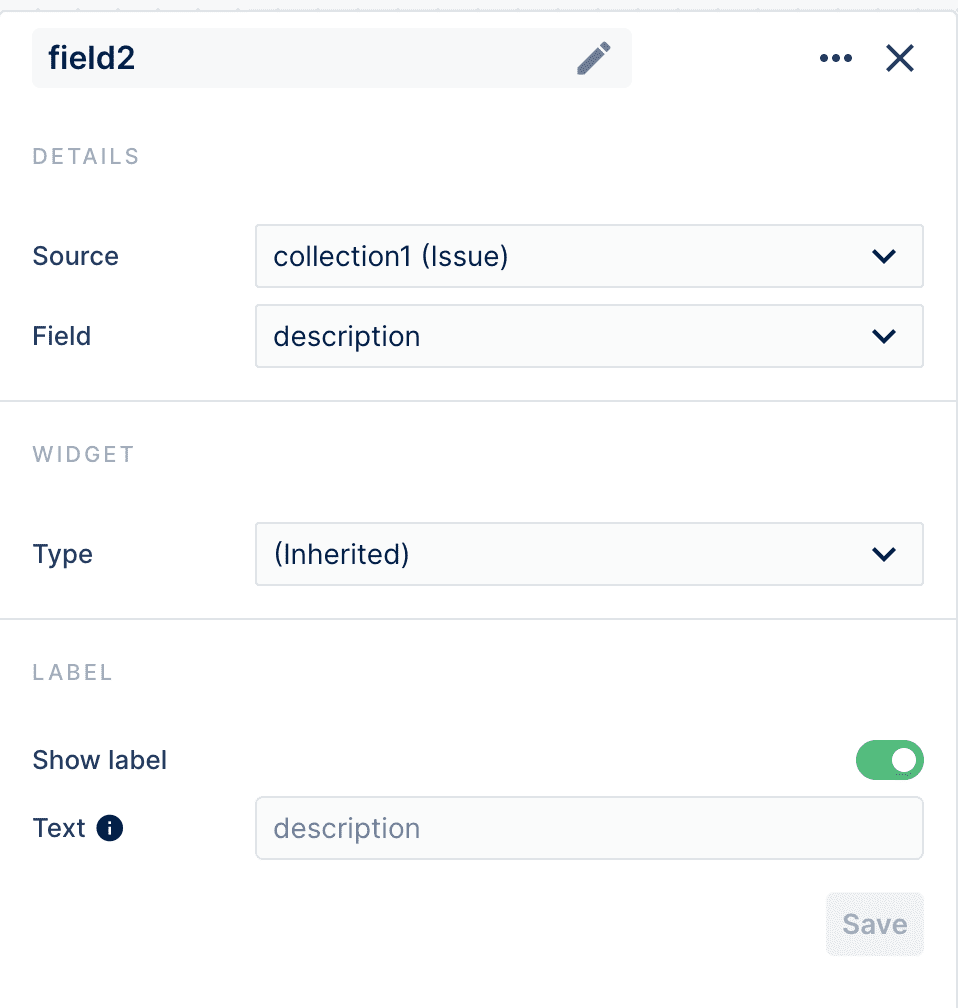 field2
DETAILS
Source collection1 (Issue)
Field description
WIDGET
Type (Inherited)
LABEL
Show label
Text description
Save